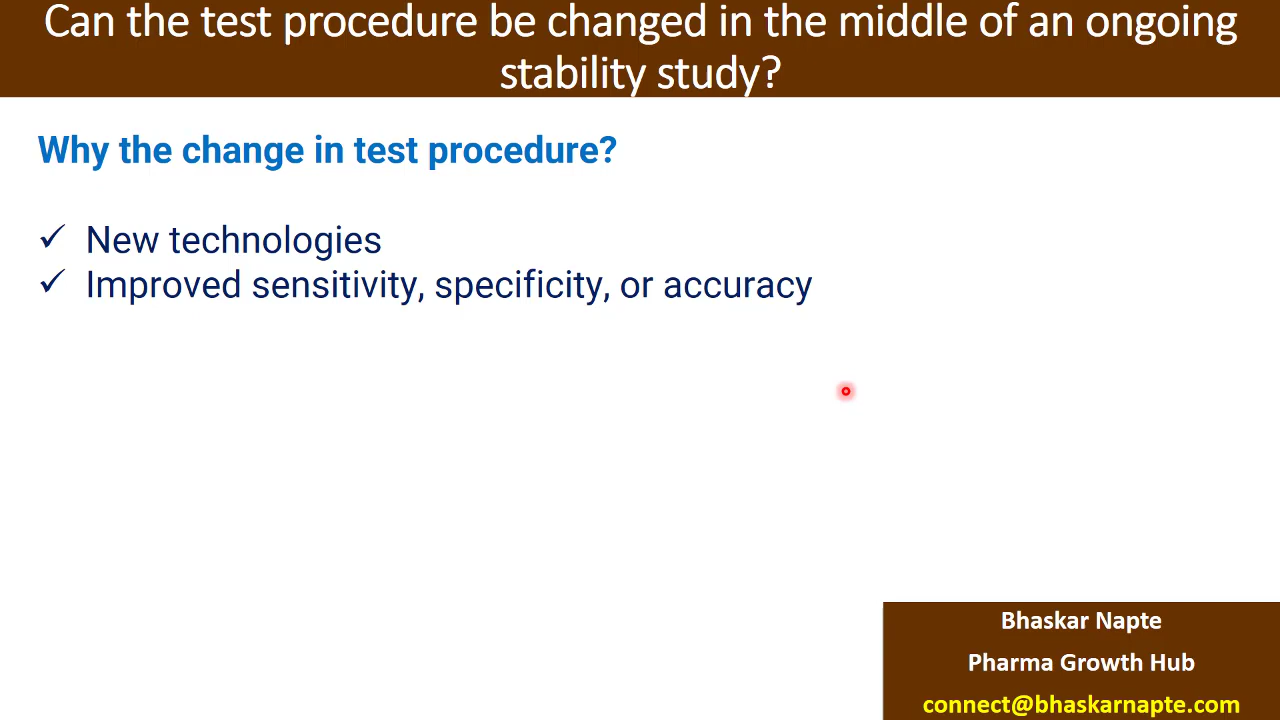 Can the test procedure be changed in the middle of an ongoing
stability study?
Why the change in test procedure?
✓ New technologies
✓ Improved sensitivity, specificity, or accuracy
Bhaskar Napte
Pharma Growth Hub
connect@bhaskarnapte.com